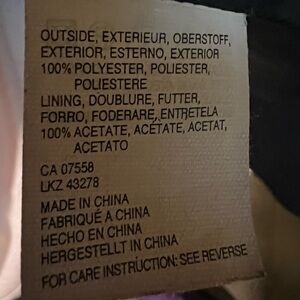 OUTSIDE, EXTERIEUR, OBERSTOFF,
EXTERIOR, ESTERNO, EXTERIOR
100% POLYESTER, POLIESTER,
POLIESTERE
LINING, DOUBLURE, FUTTER,
FORRO, FODERARE, ENTRETELA
100% ACETATE, ACÉTATE, ACETAT,
ACETATO
CA 07558
LKZ 43278
MADE IN CHINA
FABRIQUÉ A CHINA
HECHO EN CHINA
HERGESTELLT IN CHINA
FOR CARE INSTRUCTION: SEE REVERSE